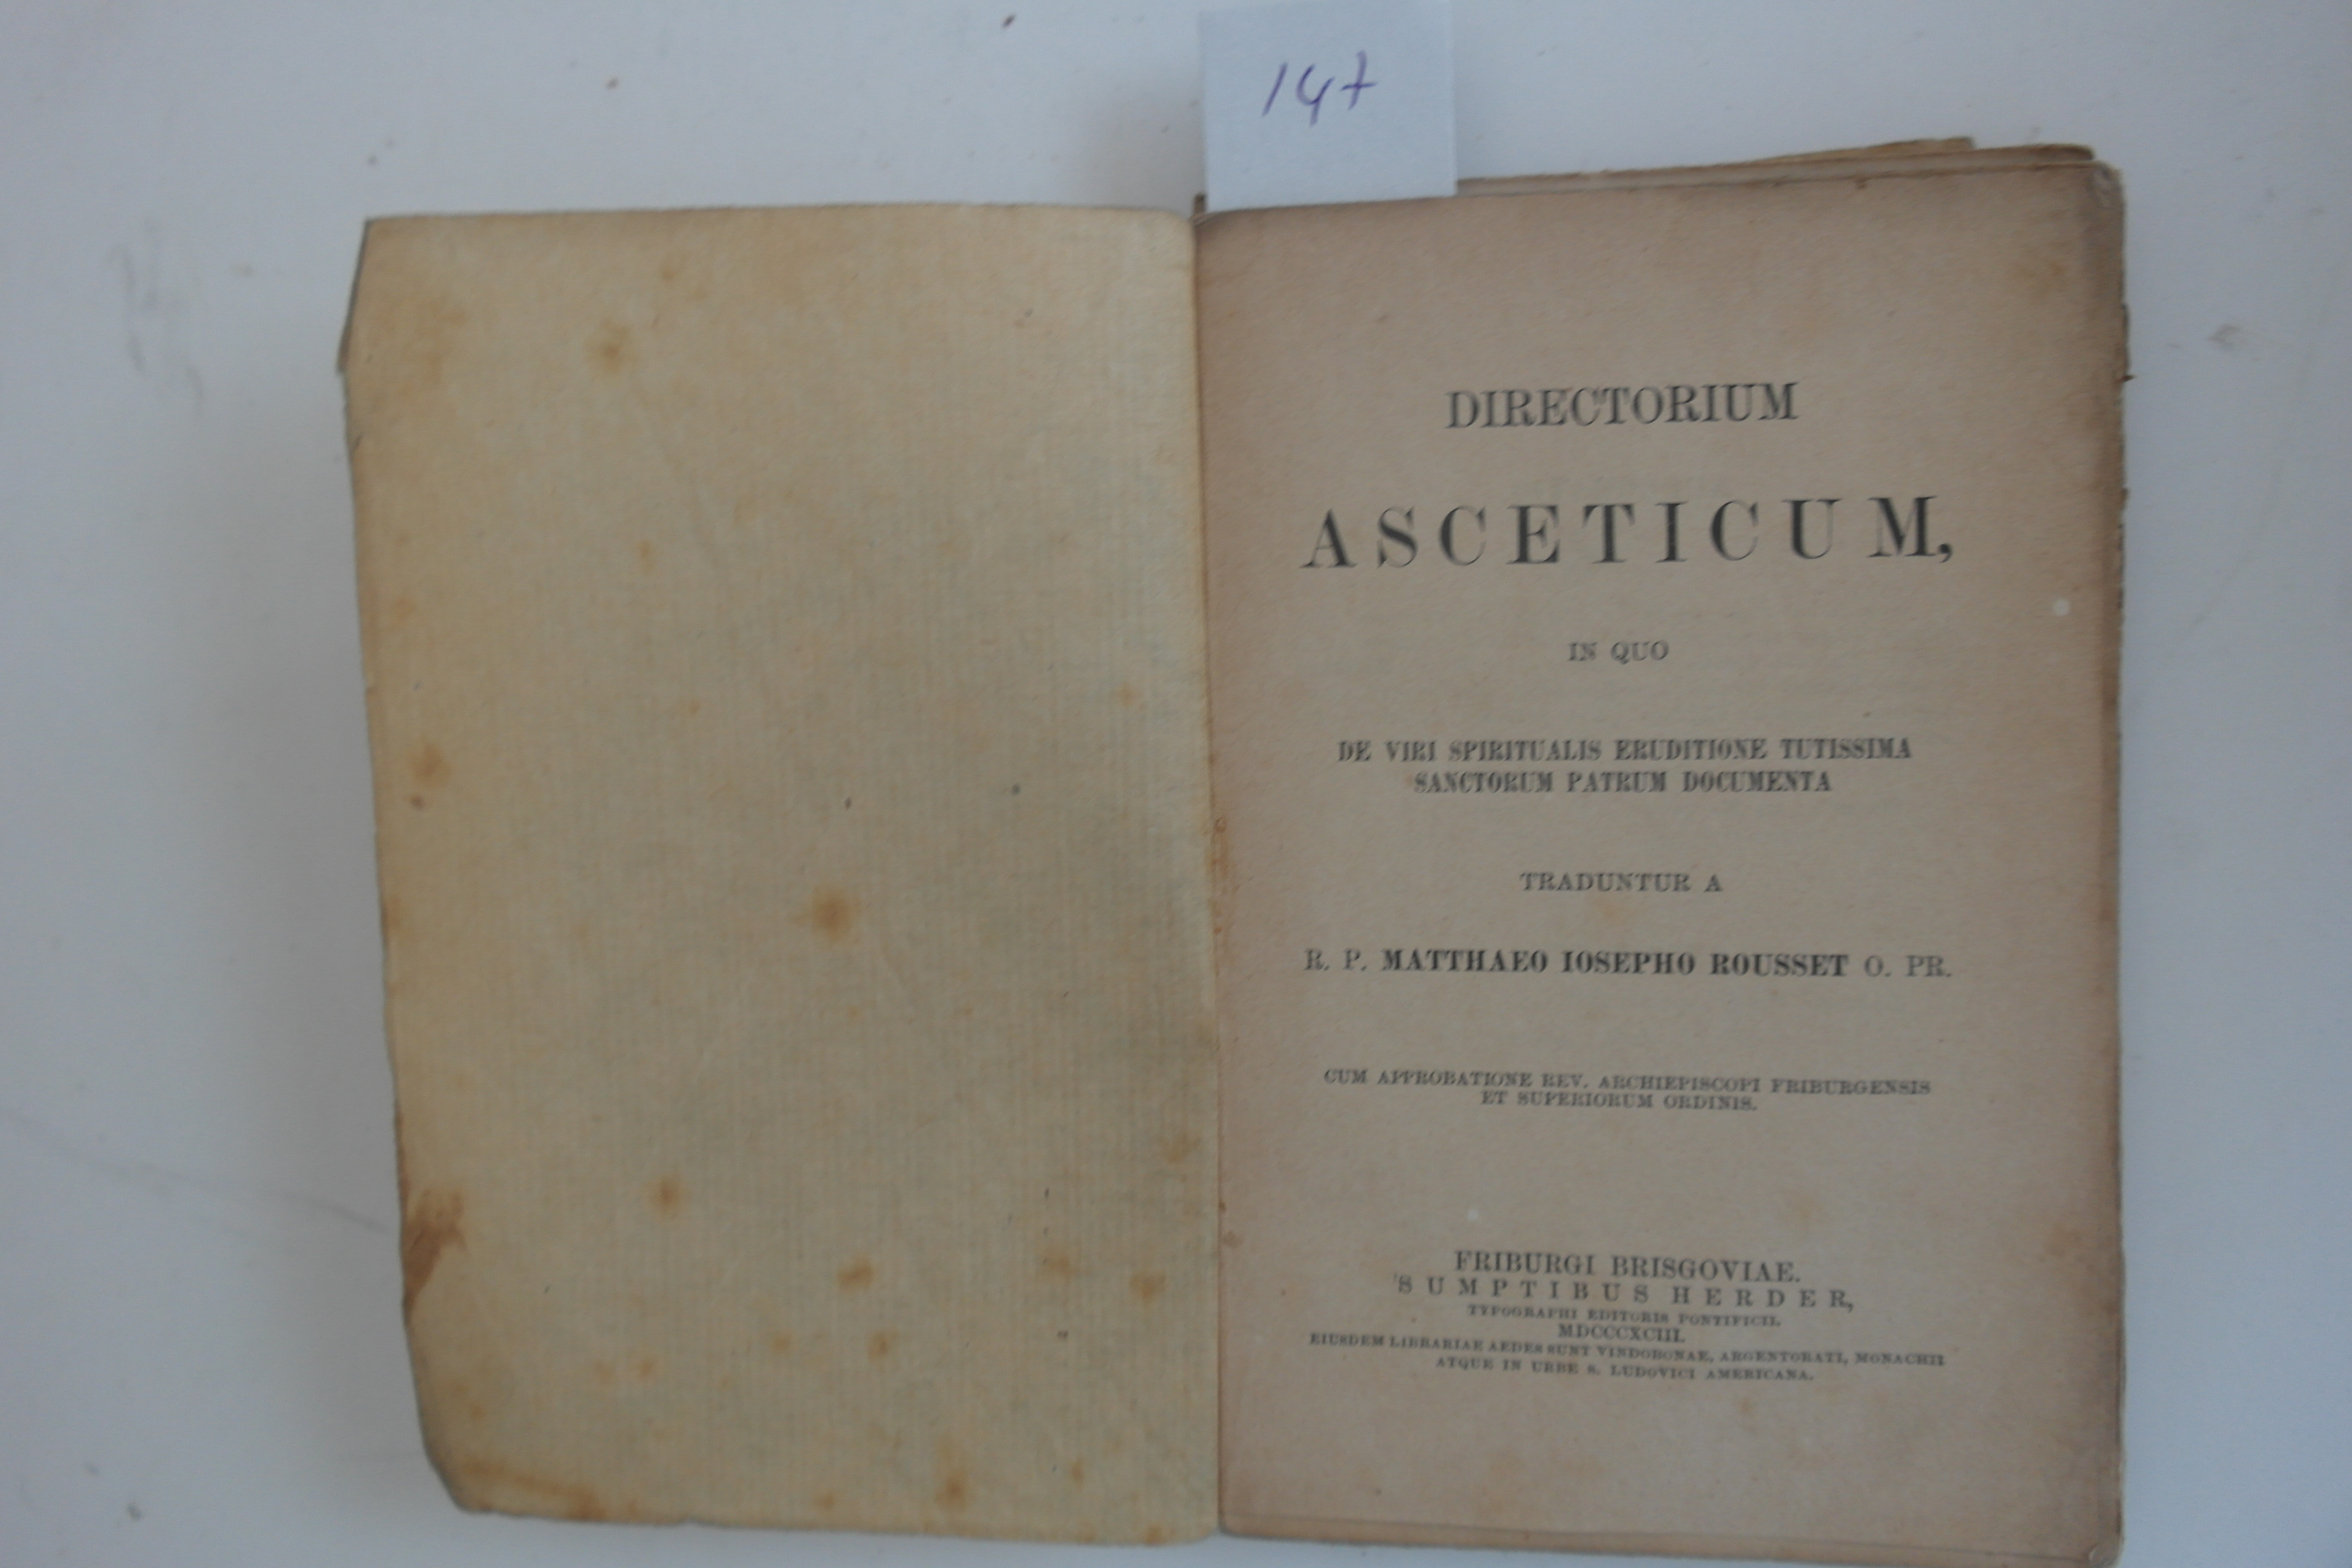 147
DIRECTORIUM
ASCETICUM,
IN QUO
DE VIRI SPIRITUALIS ERUDITIONE TUTISSIMA
SANCTORUM PATRUM DOCUMENTA
TRADUNTUR A
R. P. MATTHAEO IOSEPHO ROUSSET O. PR.
CUM APPROBATIONE REV. ARCHIEPISCOPI FRIBURGENSIS
ET SUPERIORUM ORDINIS.
FRIBURGI BRISGOVIAE.
SUMPTIBUS HERDER,
TYPOGRAPHI EDITORIS PONTIFICII.
MDCCCXCIII.
EIUSDEM LIBRARIAE AEDES SUNT VINDOBONAE, ARGENTORATI, MONACHII
ATQUE IN URBE S. LUDOVICI AMERICANA.